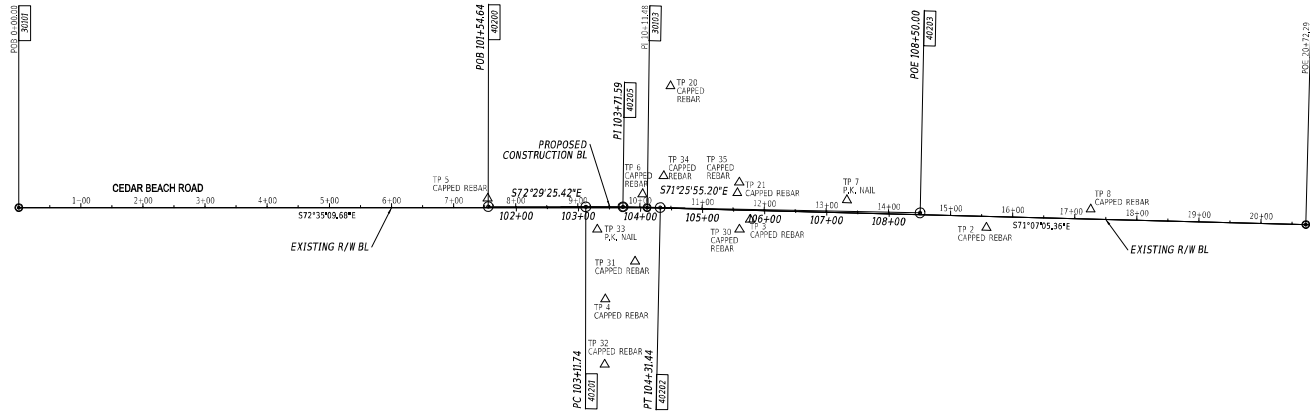 POB 0+00.00
30101
POB 101+54.64
40200
PI 103+71.59
40205
PI 10+11.48
30103
POE 108+50.00
40203
POE 20+72.29
TP 20
CAPPED
REBAR
PROPOSED
CONSTRUCTION BL
TP 5
CAPPED REBAR
TP 6
CAPPED
REBAR
TP 34
CAPPED
REBAR
TP 35
CAPPED
REBAR
TP 21
CAPPED REBAR
TP 7
P.K. NAIL
TP 8
CAPPED REBAR
CEDAR BEACH ROAD
S72°29'25.42"E
S71°25'55.20"E
1+00
2+00
3+00
4+00
5+00
6+00
7+00
8+00
9+00
10+00
11+00
12+00
13+00
14+00
15+00
16+00
17+00
18+00
19+00
20+00
S72°35'09.68"E
102+00
103+00
104+00
105+00
106+00
107+00
108+00
S71°07'05.36"E
EXISTING R/W BL
EXISTING R/W BL
TP 33
P.K. NAIL
TP 30
CAPPED
REBAR
TP 3
CAPPED REBAR
TP 2
CAPPED REBAR
TP 31
CAPPED REBAR
TP 4
CAPPED REBAR
TP 32
CAPPED REBAR
PC 103+11.74
40201
PT 104+31.44
40202